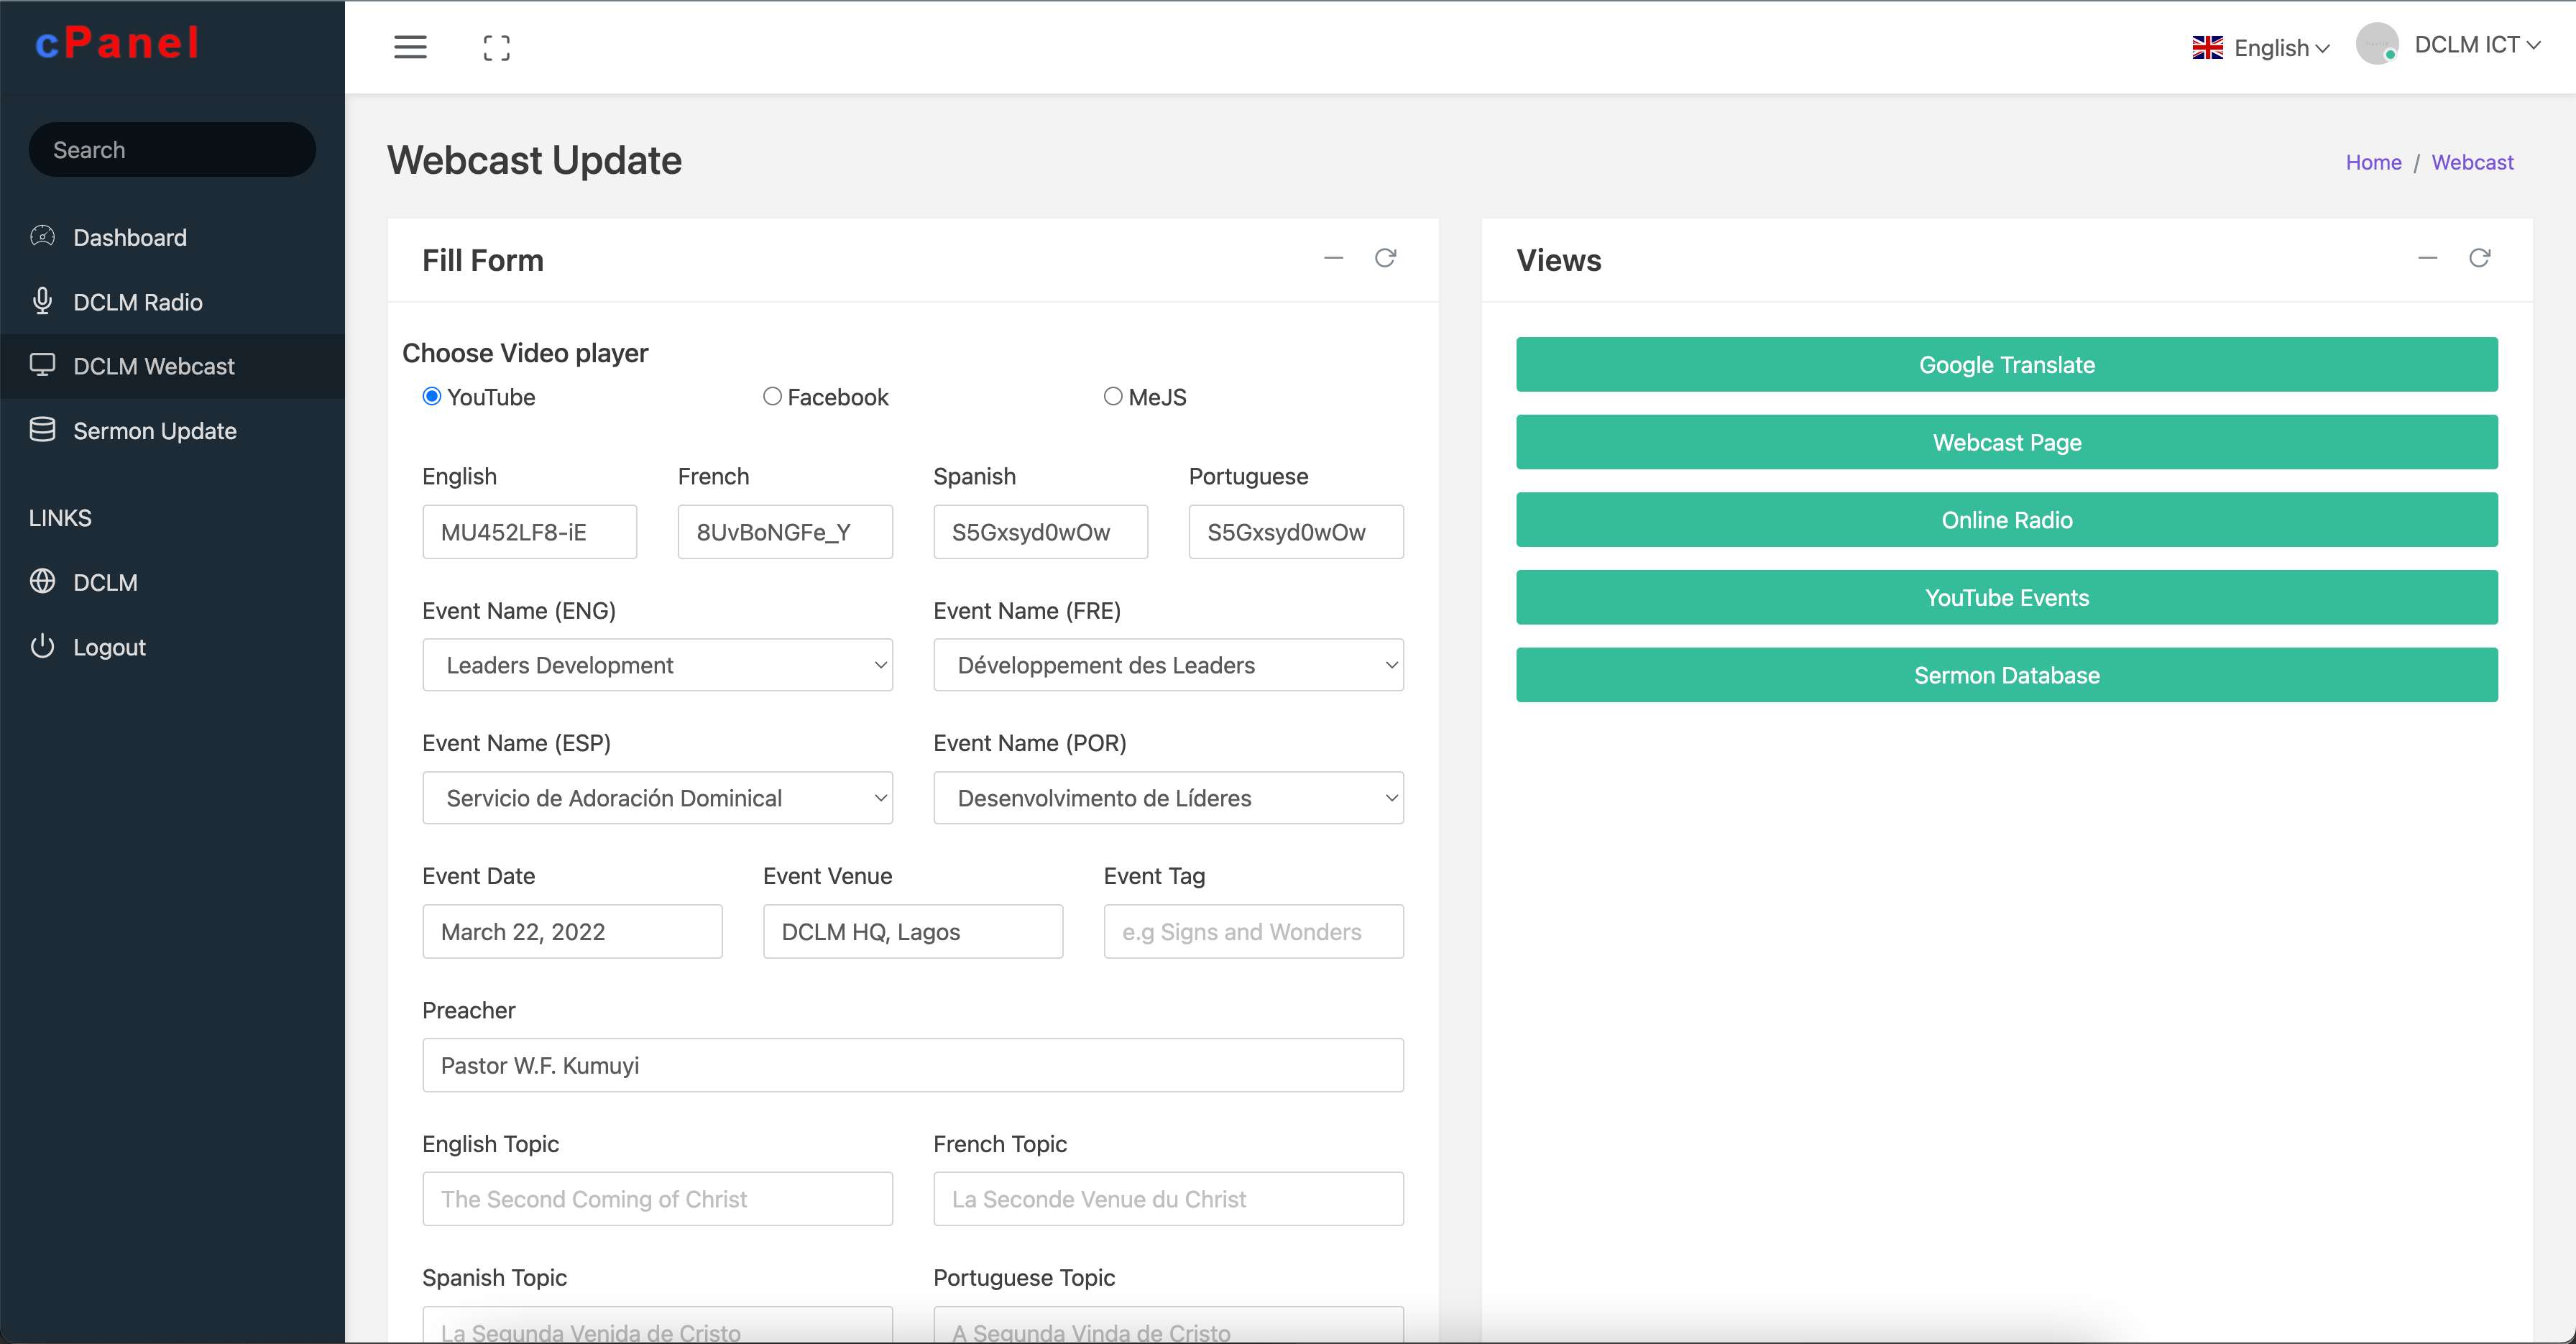 cPanel
English
DCLM ICT
Search
Dashboard
DCLM Radio
DCLM Webcast
Sermon Update
LINKS
DCLM
Logout
Webcast Update
Home / Webcast
Fill Form
Choose Video player
YouTube
Facebook
MeJS
English
French
Spanish
Portuguese
MU452LF8-iE
8UvBoNGFe_Y
S5Gxsyd0wOw
S5Gxsyd0wOw
Event Name (ENG)
Event Name (FRE)
Leaders Development
Développement des Leaders
Event Name (ESP)
Event Name (POR)
Servicio de Adoración Dominical
Desenvolvimento de Líderes
Event Date
Event Venue
Event Tag
March 22, 2022
DCLM HQ, Lagos
e.g Signs and Wonders
Preacher
Pastor W.F. Kumuyi
English Topic
French Topic
The Second Coming of Christ
La Seconde Venue du Christ
Spanish Topic
Portuguese Topic
La Segunda Venida de Cristo
A Segunda Vinda de Cristo
Views
Google Translate
Webcast Page
Online Radio
YouTube Events
Sermon Database